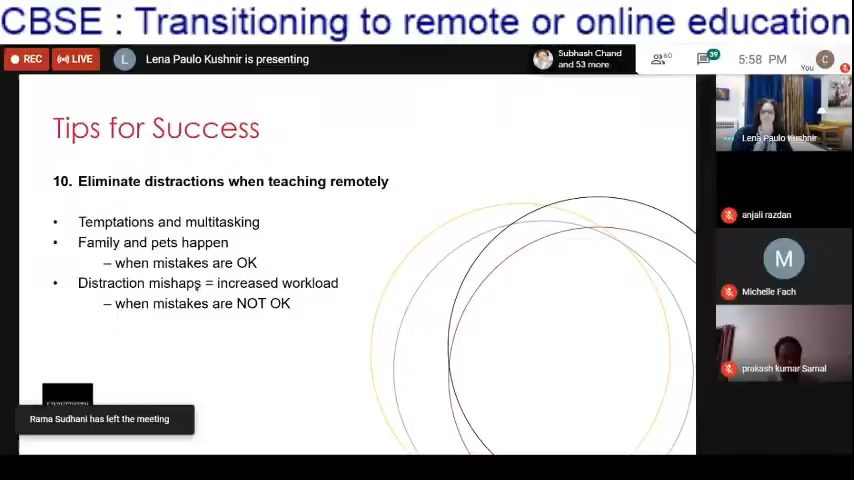 CBSE : Transitioning to remote or online education
REC
LIVE
L
Lena Paulo Kushnir is presenting
Subhash Chand
and 53 more
60
39
5:58 PM
You
C
Tips for Success
10. Eliminate distractions when teaching remotely
• Temptations and multitasking
• Family and pets happen
– when mistakes are OK
• Distraction mishaps = increased workload
– when mistakes are NOT OK
Rama Sudhani has left the meeting
Lena Paulo Kushnir
anjali razdan
M
Michelle Fach
prakash kumar Samal